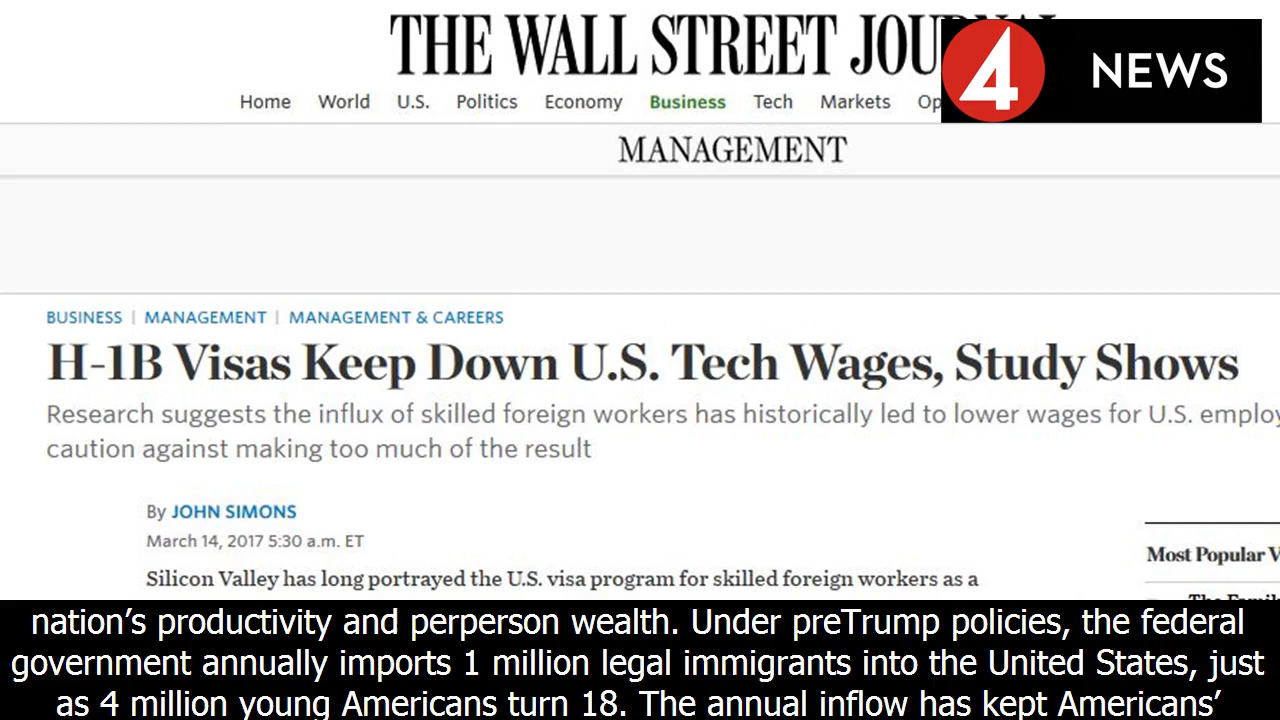 THE WALL STREET JOU
4 NEWS
Home World U.S. Politics Economy Business Tech Markets Op
MANAGEMENT
BUSINESS | MANAGEMENT | MANAGEMENT & CAREERS
H-1B Visas Keep Down U.S. Tech Wages, Study Shows
Research suggests the influx of skilled foreign workers has historically led to lower wages for U.S. employ
caution against making too much of the result
By JOHN SIMONS
March 14, 2017 5:30 a.m. ET
Most Popular V
Silicon Valley has long portrayed the U.S. visa program for skilled foreign workers as a
nation’s productivity and perperson wealth. Under preTrump policies, the federal
government annually imports 1 million legal immigrants into the United States, just
as 4 million young Americans turn 18. The annual inflow has kept Americans’